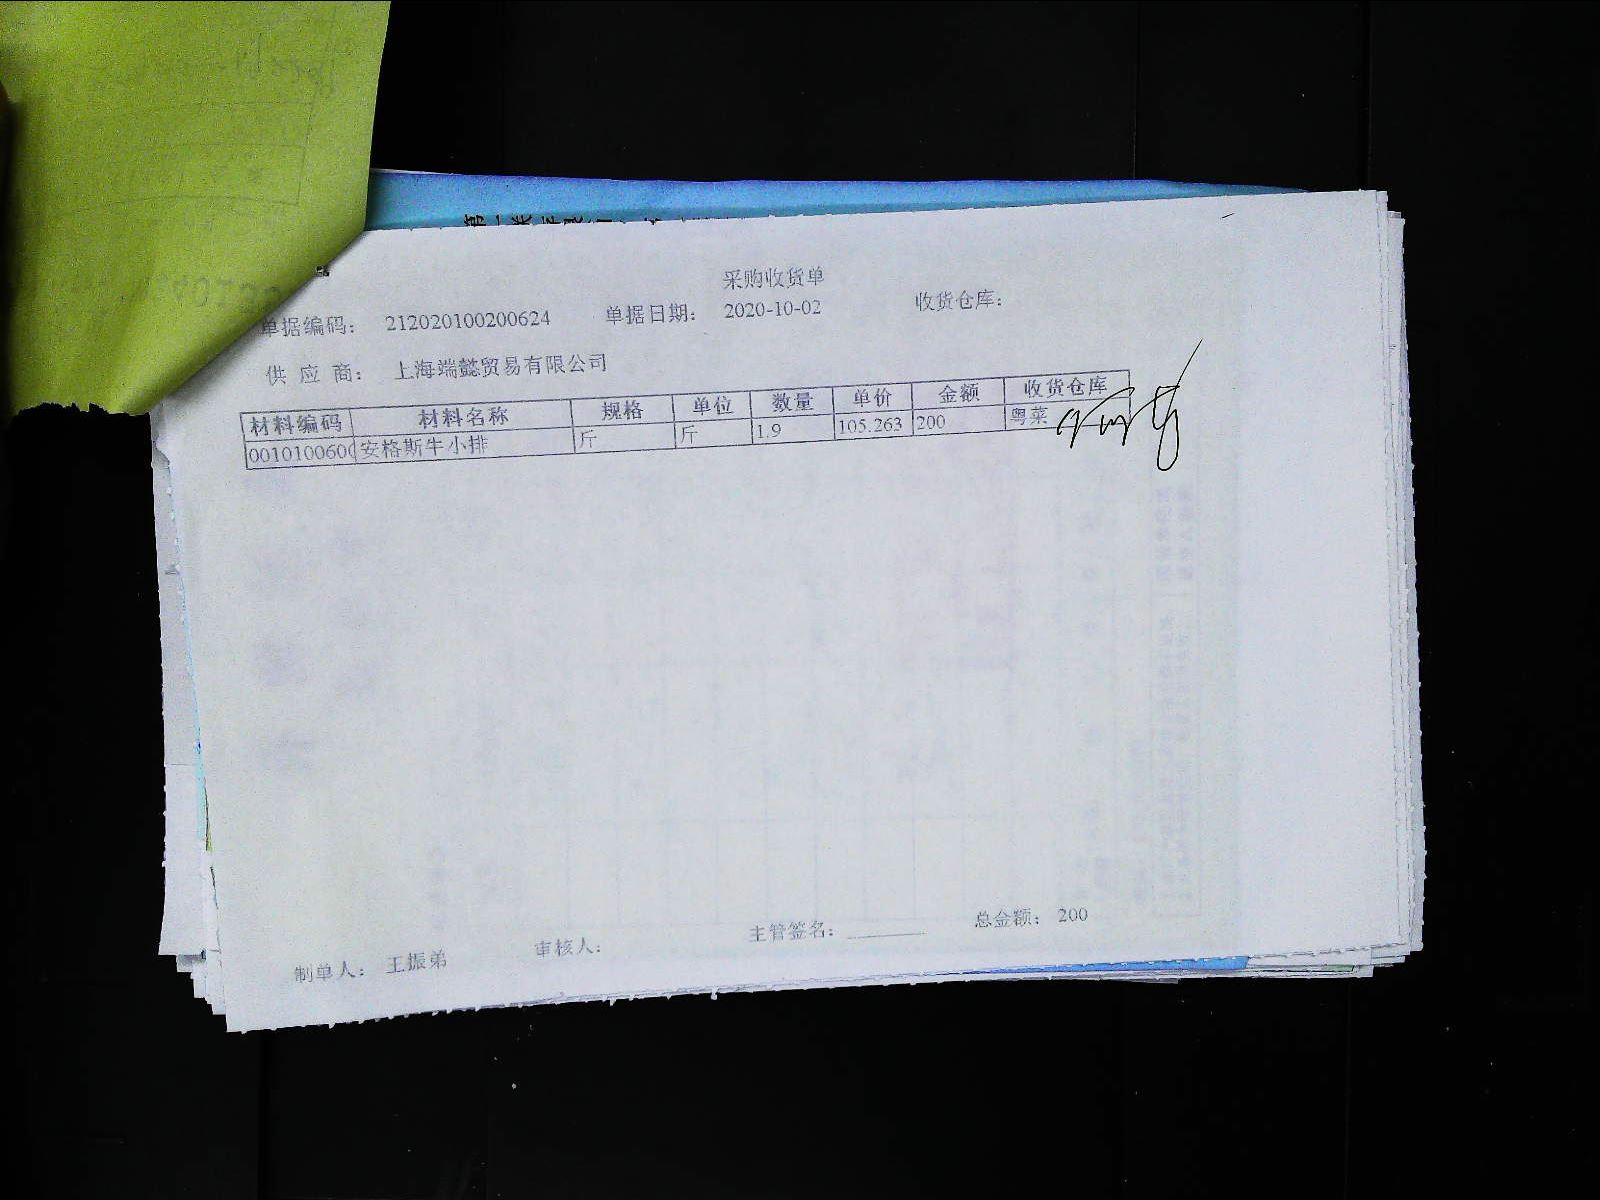 采购收货单
单据编码: 212020100200624 单据日期: 2020-10-02 收货仓库:
供应商: 上海端懿贸易有限公司
材料编码 材料名称 规格 单位 数量 单价 金额 收货仓库
0010100600 安格斯牛小排 斤 斤 1.9 105.263 200 粤菜
制单人: 王振弟 审核人: 主管签名: 总金额: 200